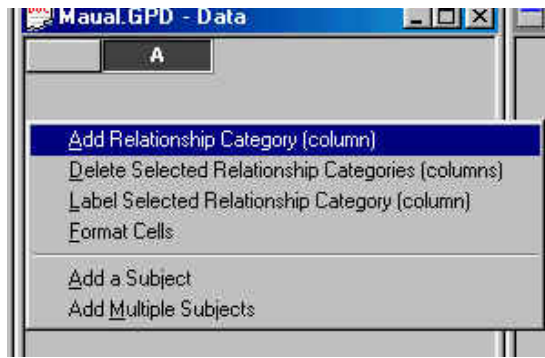 Maual.GPD - Data
A
Add Relationship Category (column)
Delete Selected Relationship Categories (columns)
Label Selected Relationship Category (column)
Format Cells
Add a Subject
Add Multiple Subjects